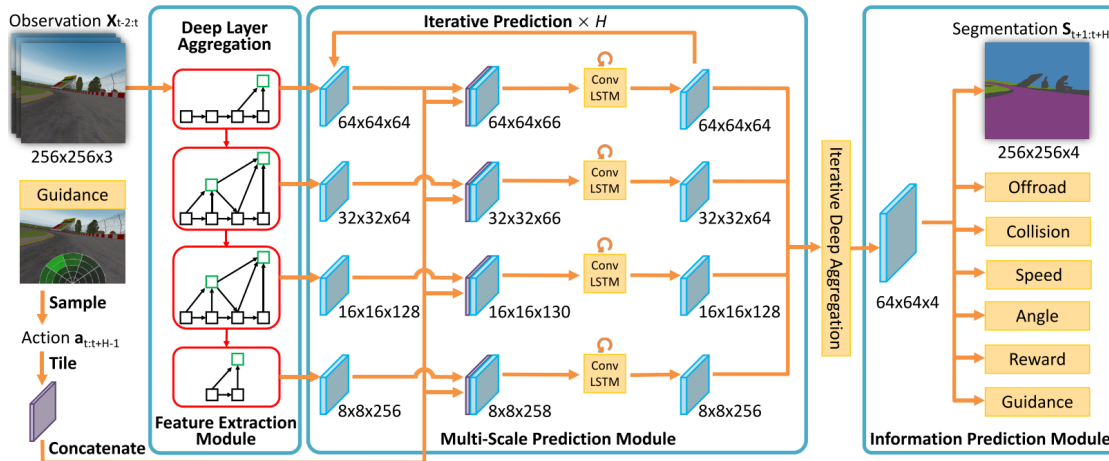 Observation X_{t-2:t}
256x256x3
Guidance
Sample
Action a_{t:t+H-1}
Tile
Concatenate
Deep Layer
Aggregation
Feature Extraction
Module
Iterative Prediction × H
64x64x64
64x64x66
Conv
LSTM
64x64x64
32x32x64
32x32x66
Conv
LSTM
32x32x64
16x16x128
16x16x130
Conv
LSTM
16x16x128
8x8x256
8x8x258
Conv
LSTM
8x8x256
Multi-Scale Prediction Module
Iterative Deep Aggregation
64x64x4
Segmentation S_{t+1:t+H}
256x256x4
Offroad
Collision
Speed
Angle
Reward
Guidance
Information Prediction Module